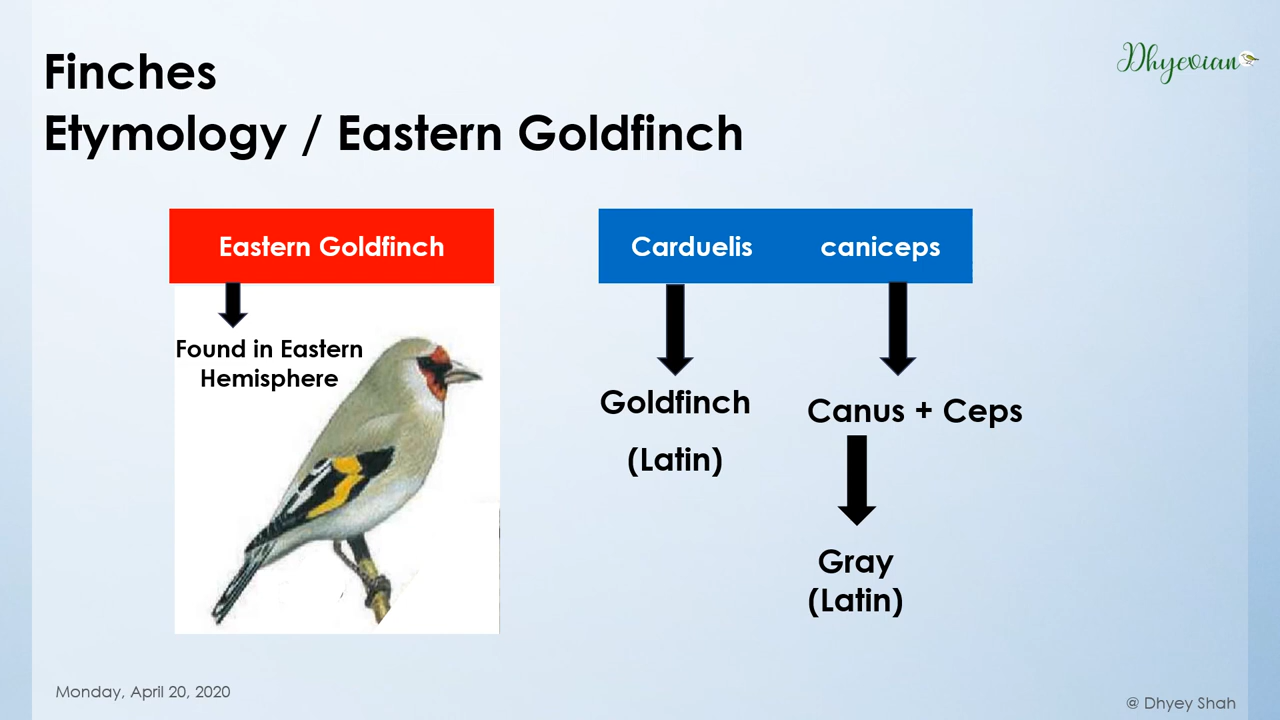 Finches
Etymology / Eastern Goldfinch
Dhyevian
Eastern Goldfinch
Found in Eastern
Hemisphere
Carduelis caniceps
Goldfinch
(Latin)
Canus + Ceps
Gray
(Latin)
Monday, April 20, 2020
@ Dhyey Shah